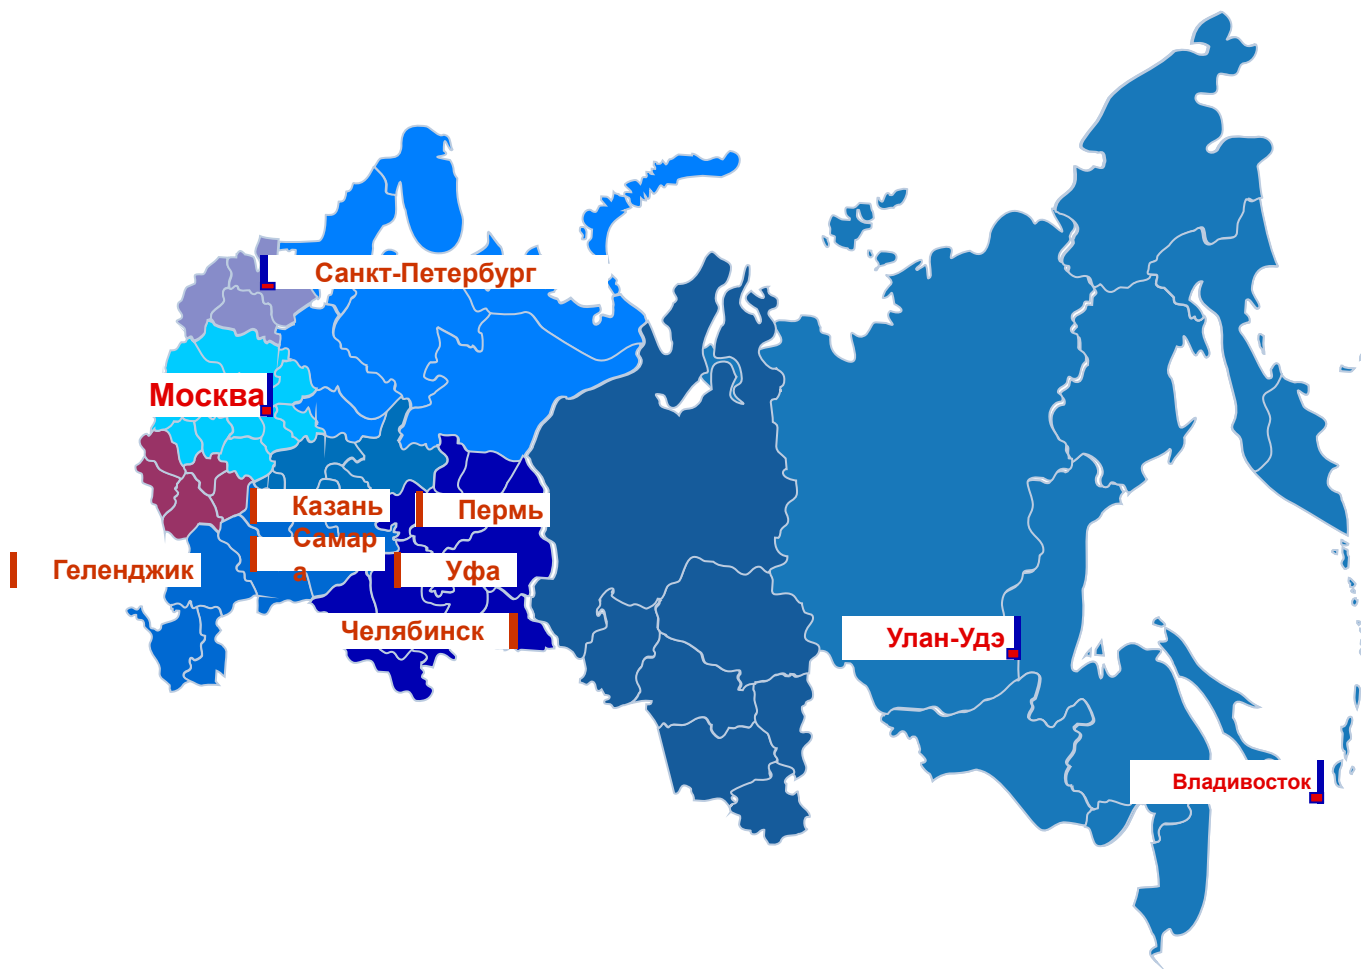 Санкт-Петербург
Москва
Казань
Пермь
Самар
а
Геленджик
Уфа
Челябинск
Улан-Удэ
Владивосток